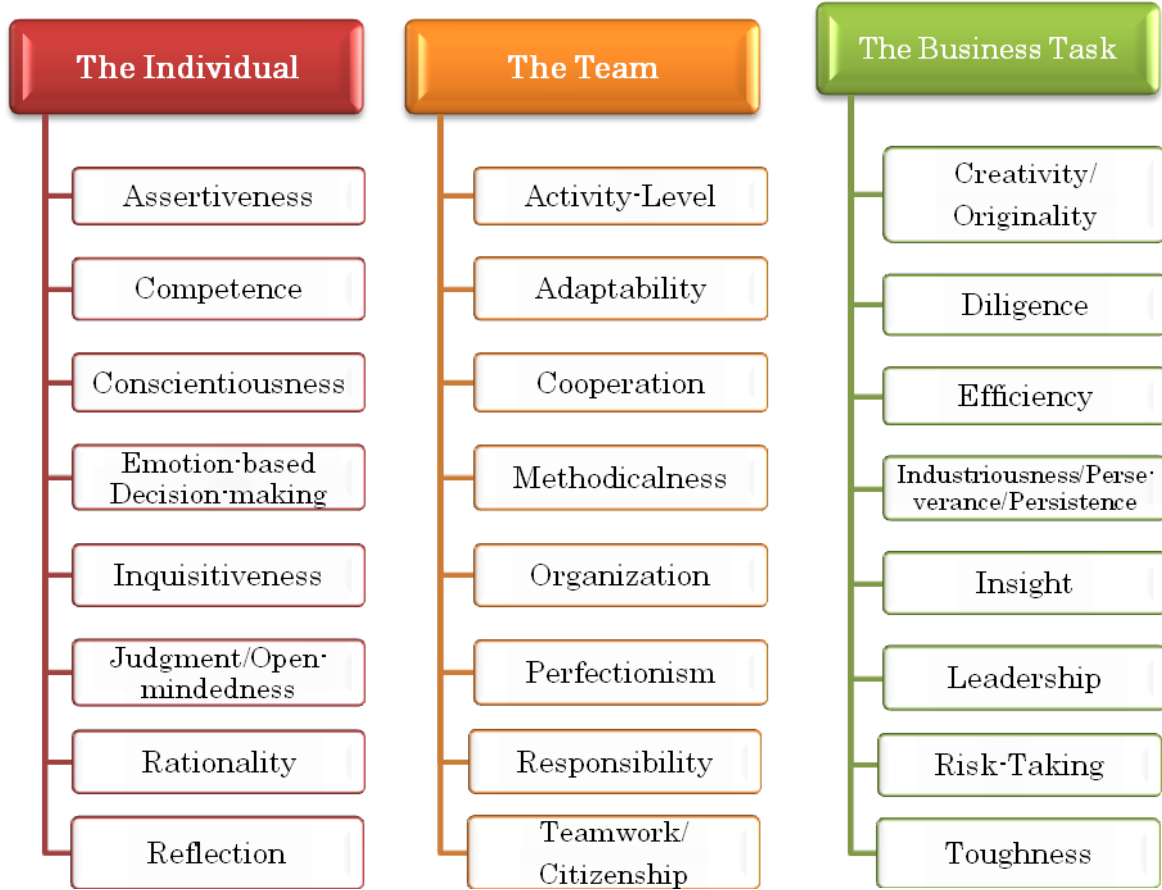 The Individual
Assertiveness
Competence
Conscientiousness
Emotion-based
Decision-making
Inquisitiveness
Judgment/Open-
mindedness
Rationality
Reflection
The Team
Activity-Level
Adaptability
Cooperation
Methodicalness
Organization
Perfectionism
Responsibility
Teamwork/
Citizenship
The Business Task
Creativity/
Originality
Diligence
Efficiency
Industriousness/Perse-
verance/Persistence
Insight
Leadership
Risk-Taking
Toughness